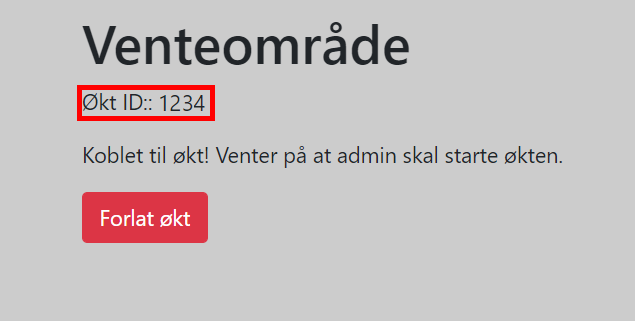 Venteområde
Økt ID:: 1234
Koblet til økt! Venter på at admin skal starte økten.
Forlat økt